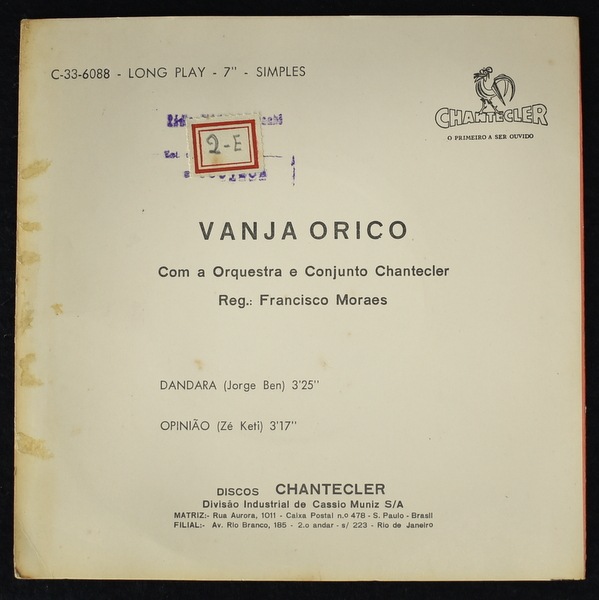 C-33-6088 - LONG PLAY - 7" - SIMPLES
CHANTECLER
O PRIMEIRO A SER OUVIDO
2-E
VANJA ORICO
Com a Orquestra e Conjunto Chantecler
Reg.: Francisco Moraes
DANDARA (Jorge Ben) 3'25"
OPINIÃO (Zé Keti) 3'17"
DISCOS CHANTECLER
Divisão Industrial de Cassio Muniz S/A
MATRIZ:- Rua Aurora, 1011 - Caixa Postal n.o 478 - S. Paulo - Brasil
FILIAL:- Av. Rio Branco, 185 - 2.o andar - s/ 223 - Rio de Janeiro